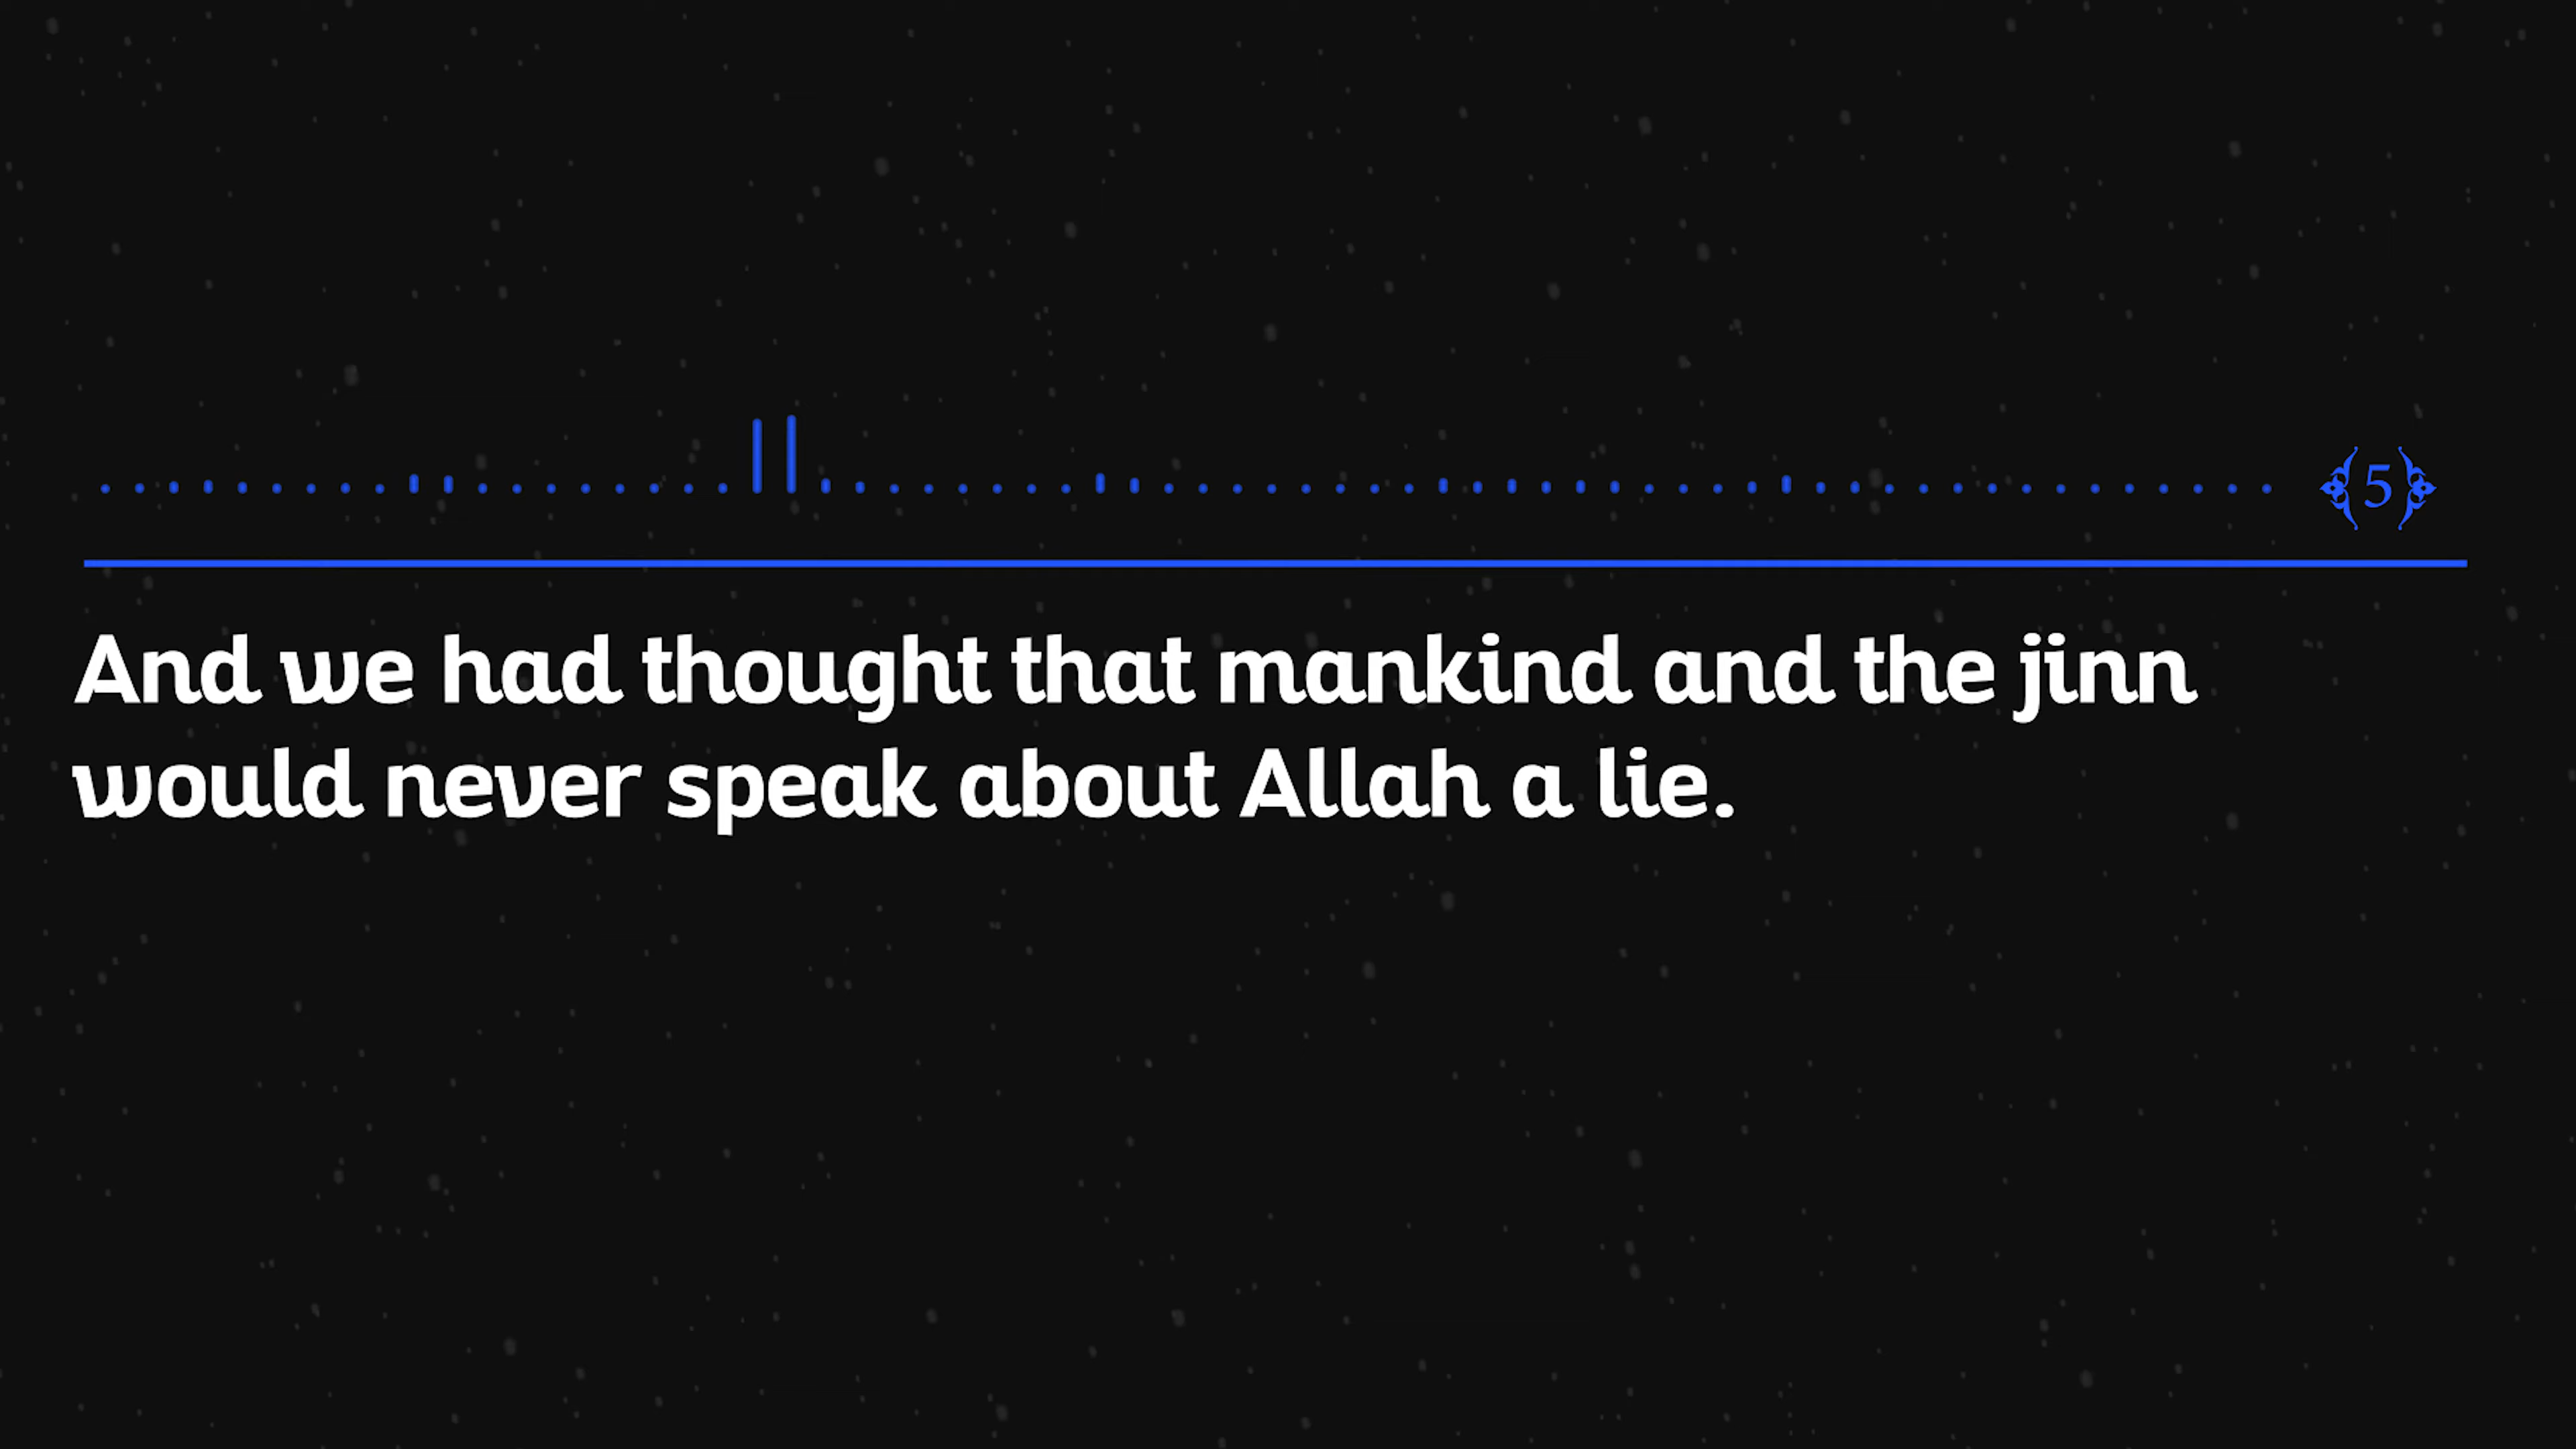 5
And we had thought that mankind and the jinn
would never speak about Allah a lie.